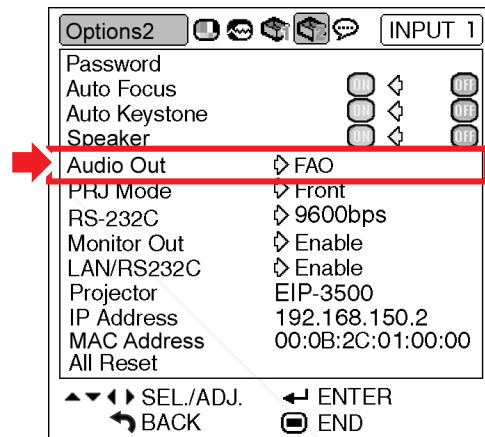 Options2 1 2 INPUT 1
Password
Auto Focus ON OFF
Auto Keystone ON OFF
Speaker ON OFF
Audio Out FAO
PRJ Mode Front
RS-232C 9600bps
Monitor Out Enable
LAN/RS232C Enable
Projector EIP-3500
IP Address 192.168.150.2
MAC Address 00:0B:2C:01:00:00
All Reset
SEL./ADJ. ENTER
BACK END